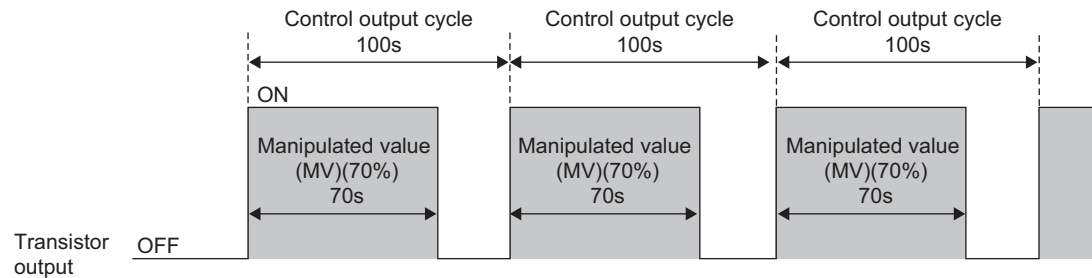 Control output cycle
100s
Control output cycle
100s
Control output cycle
100s
ON
Manipulated value
(MV)(70%)
70s
Manipulated value
(MV)(70%)
70s
Manipulated value
(MV)(70%)
70s
Transistor
output
OFF